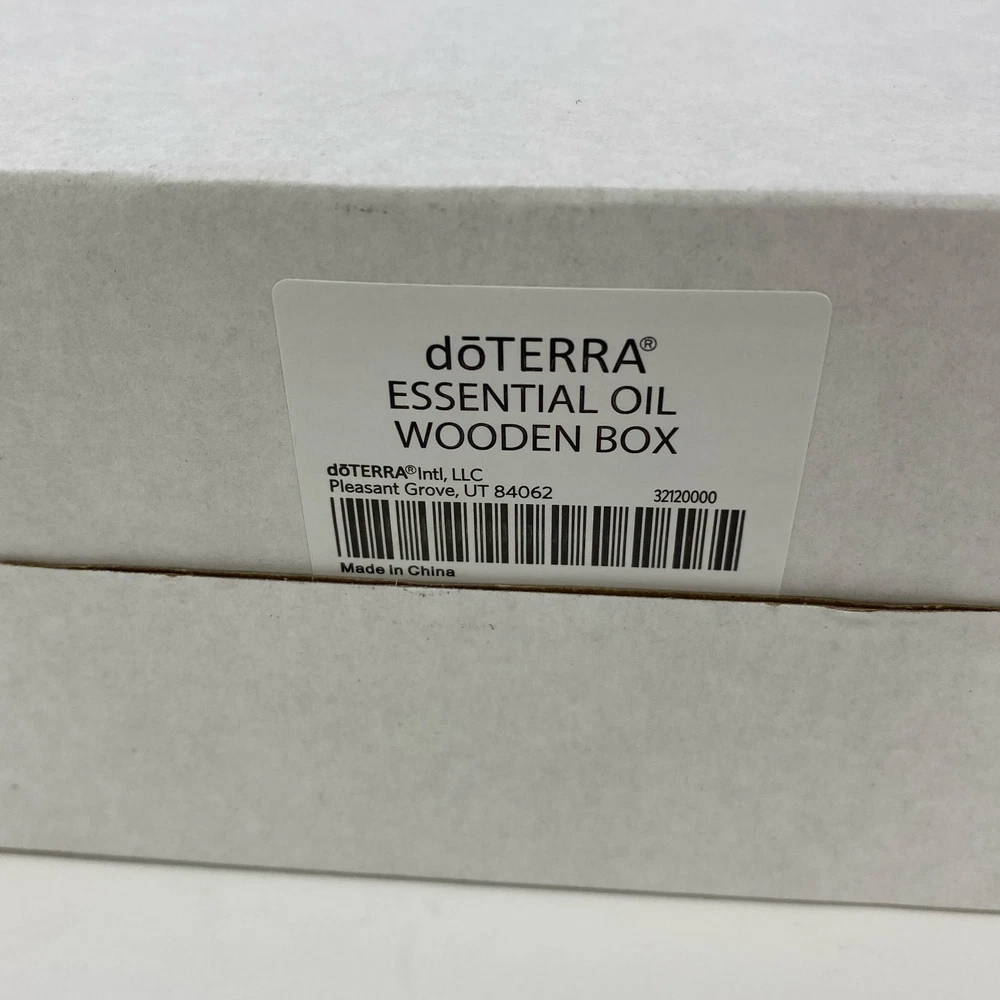 dōTERRA®
ESSENTIAL OIL
WOODEN BOX
dōTERRA® Intl, LLC
Pleasant Grove, UT 84062
32120000
Made in China